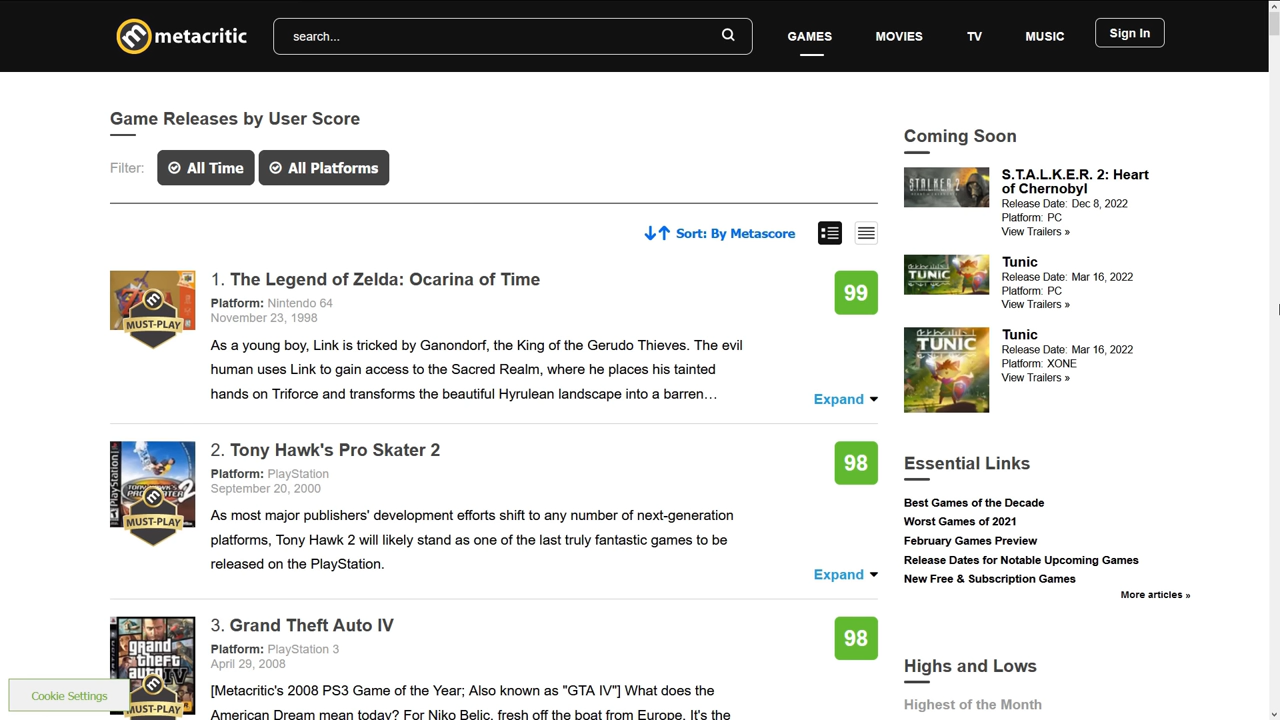 metacritic
search...
GAMES
MOVIES
TV
MUSIC
Sign In
Game Releases by User Score
Filter:
All Time
All Platforms
Sort: By Metascore
1. The Legend of Zelda: Ocarina of Time
Platform: Nintendo 64
November 23, 1998
99
MUST-PLAY
As a young boy, Link is tricked by Ganondorf, the King of the Gerudo Thieves. The evil
human uses Link to gain access to the Sacred Realm, where he places his tainted
hands on Triforce and transforms the beautiful Hyrulean landscape into a barren…
Expand
2. Tony Hawk's Pro Skater 2
Platform: PlayStation
September 20, 2000
98
PlayStation
MUST-PLAY
As most major publishers' development efforts shift to any number of next-generation
platforms, Tony Hawk 2 will likely stand as one of the last truly fantastic games to be
released on the PlayStation.
Expand
3. Grand Theft Auto IV
Platform: PlayStation 3
April 29, 2008
98
grand
theft
auto IV
MUST-PLAY
[Metacritic's 2008 PS3 Game of the Year; Also known as "GTA IV"] What does the
American Dream mean today? For Niko Belic, fresh off the boat from Europe. It's the
Cookie Settings
Coming Soon
STALKER 2
S.T.A.L.K.E.R. 2: Heart
of Chernobyl
Release Date: Dec 8, 2022
Platform: PC
View Trailers »
TUNIC
Tunic
Release Date: Mar 16, 2022
Platform: PC
View Trailers »
TUNIC
Tunic
Release Date: Mar 16, 2022
Platform: XONE
View Trailers »
Essential Links
Best Games of the Decade
Worst Games of 2021
February Games Preview
Release Dates for Notable Upcoming Games
New Free & Subscription Games
More articles »
Highs and Lows
Highest of the Month